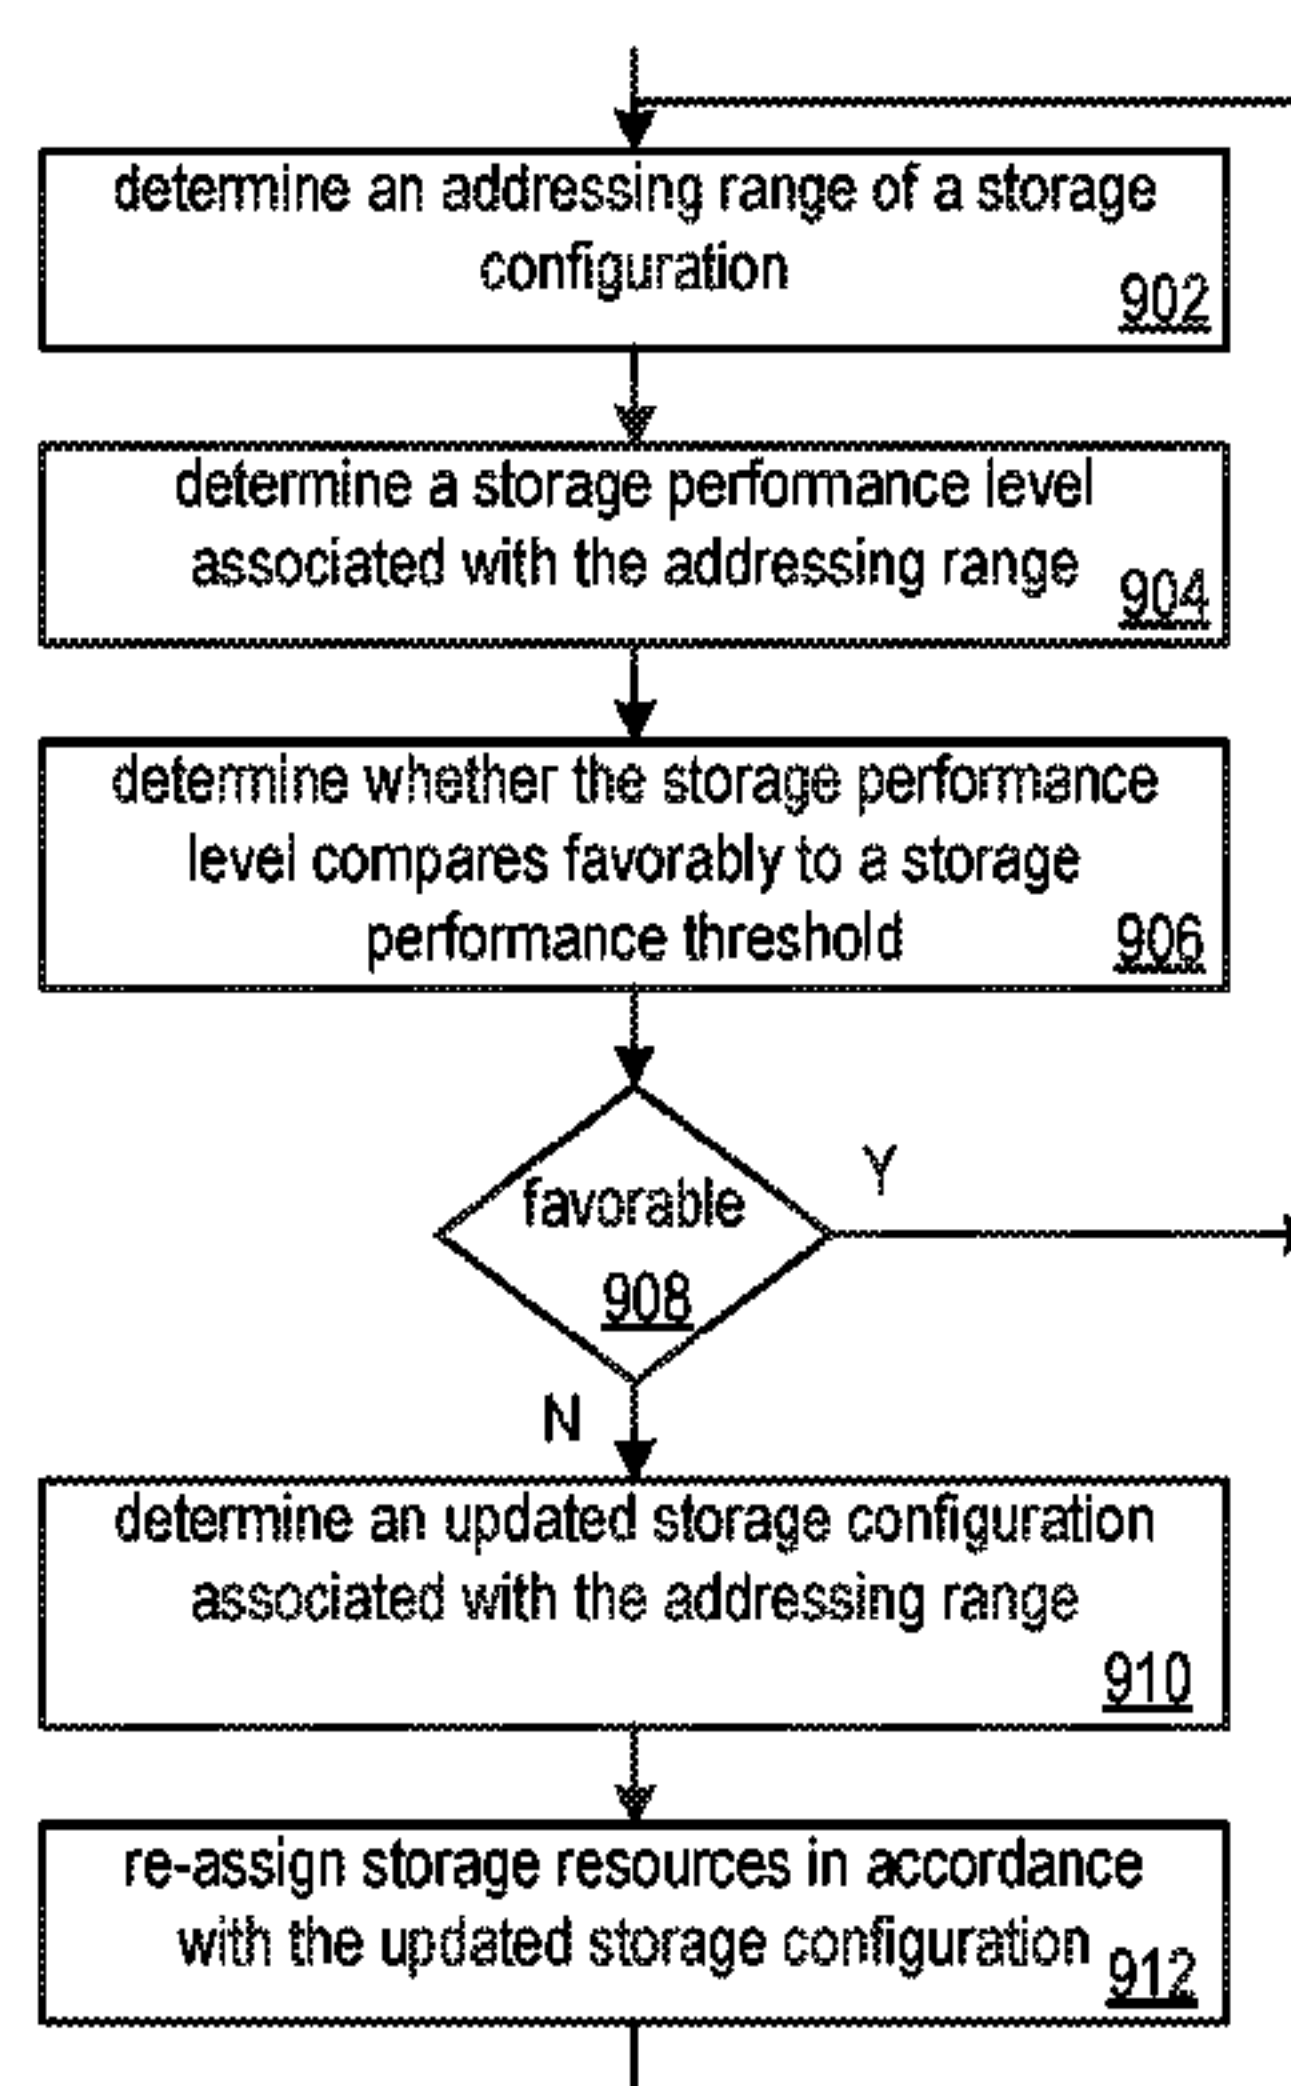 determine an addressing range of a storage
configuration
902
determine a storage performance level
associated with the addressing range
904
determine whether the storage performance
level compares favorably to a storage
performance threshold
906
favorable
908
Y
N
determine an updated storage configuration
associated with the addressing range
910
re-assign storage resources in accordance
with the updated storage configuration
912